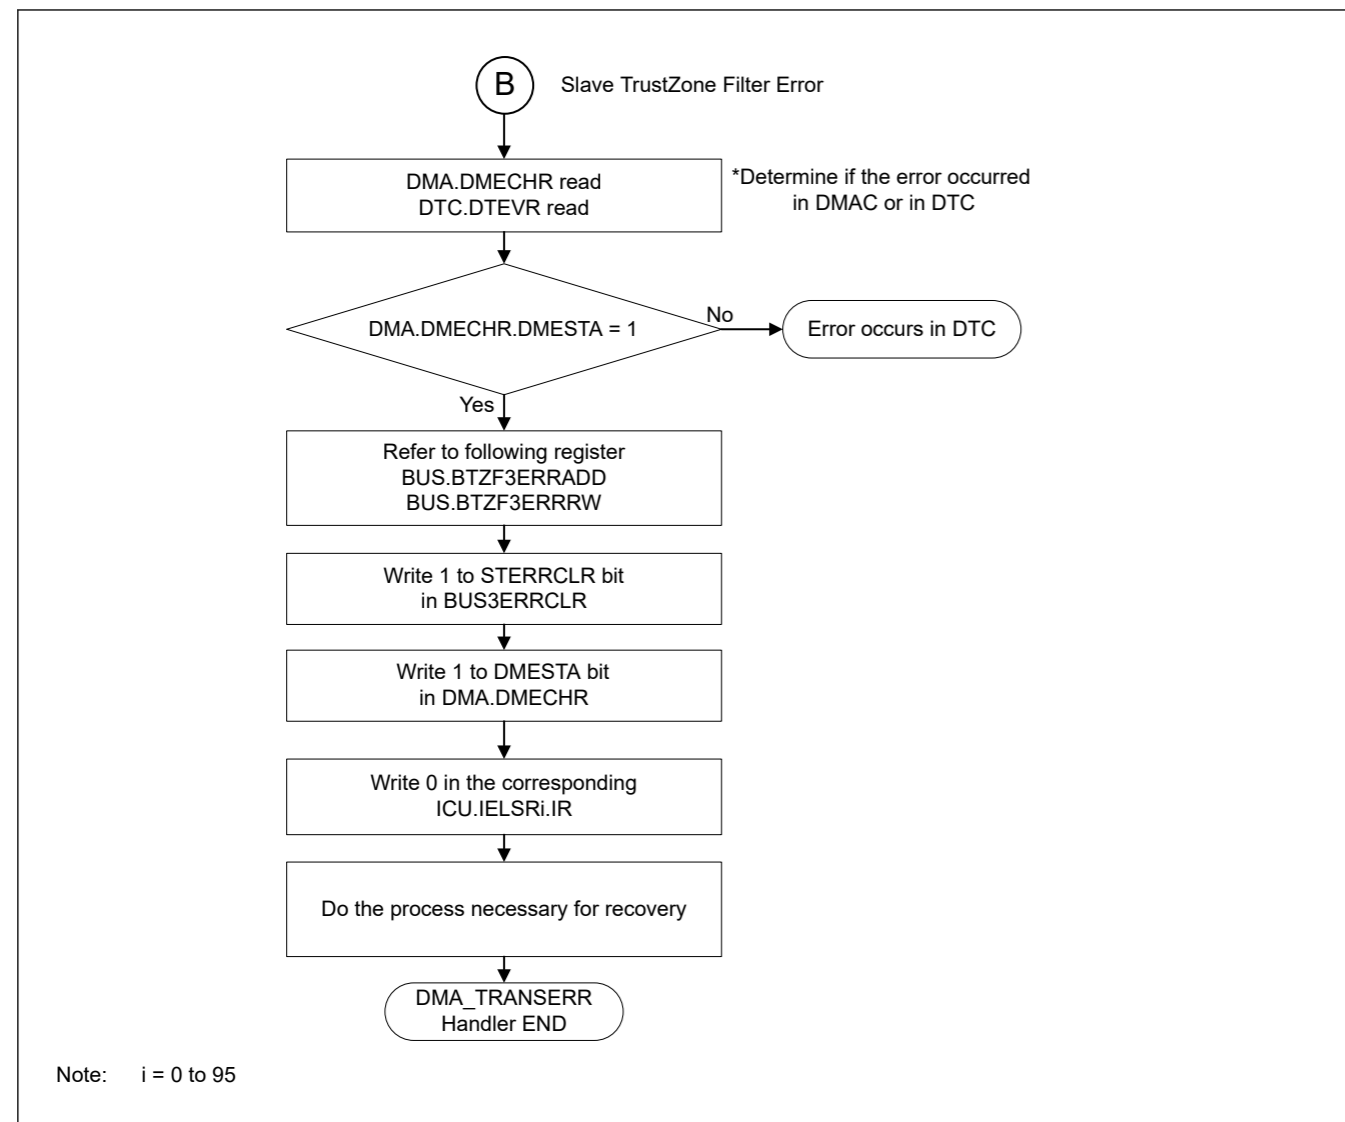 B
Slave TrustZone Filter Error
DMA.DMECHR read
DTC.DTEVR read
*Determine if the error occurred
in DMAC or in DTC
DMA.DMECHR.DMESTA = 1
No
Error occurs in DTC
Yes
Refer to following register
BUS.BTZF3ERRADD
BUS.BTZF3ERRRW
Write 1 to STERRCLR bit
in BUS3ERRCLR
Write 1 to DMESTA bit
in DMA.DMECHR
Write 0 in the corresponding
ICU.IELSRi.IR
Do the process necessary for recovery
DMA_TRANSERR
Handler END
Note: i = 0 to 95